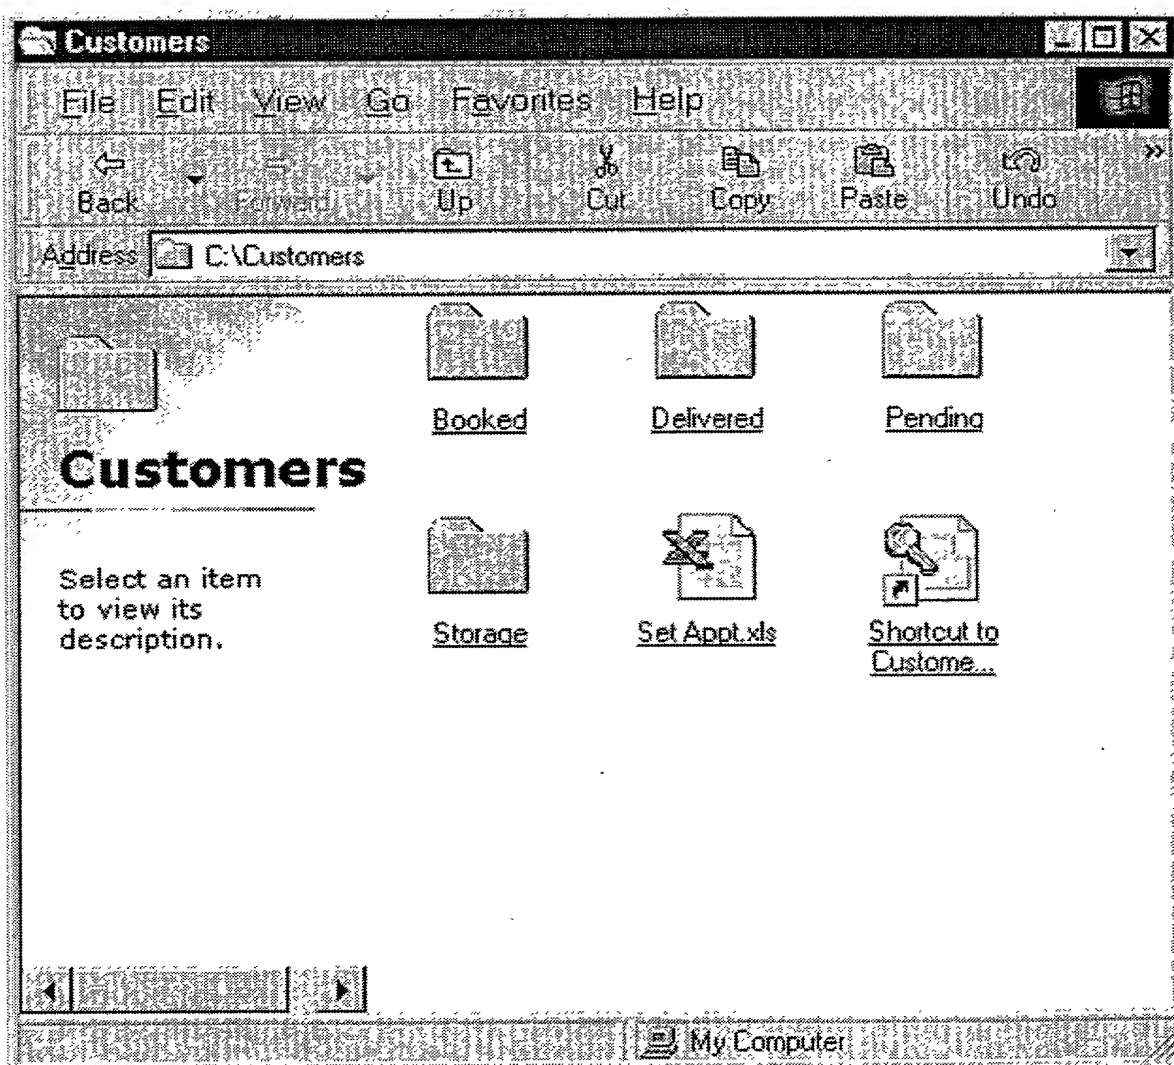 Customers
File Edit View Go Favorites Help
Back Forward Up Cut Copy Paste Undo »
Address C:\Customers
Booked Delivered Pending
Customers
Select an item
to view its
description.
Storage Set Appt.xls Shortcut to
Custome...
My Computer